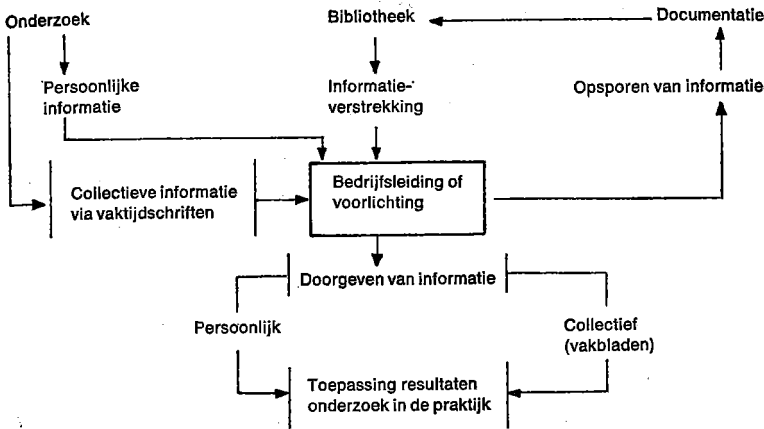 Onderzoek
Bibliotheek
Documentatie
Persoonlijke
informatie
Informatie-
verstrekking
Opsporen van informatie
Collectieve informatie
via vaktijdschriften
Bedrijfsleiding of
voorlichting
Doorgeven van informatie
Persoonlijk
Collectief
(vakbladen)
Toepassing resultaten
onderzoek in de praktijk